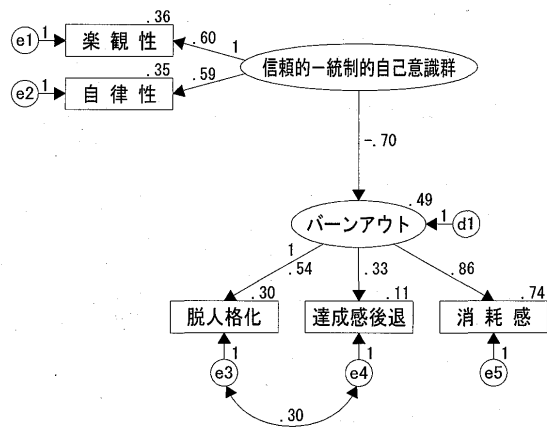 .36
e1 1 楽観性 .60 1
信頼的－統制的自己意識群
.35
e2 1 自律性 .59
-.70
.49
バーンアウト 1 d1
1
.54 .33 .86
.30 .11 .74
脱人格化 達成感後退 消耗感
1 1 1
e3 e4 e5
.30